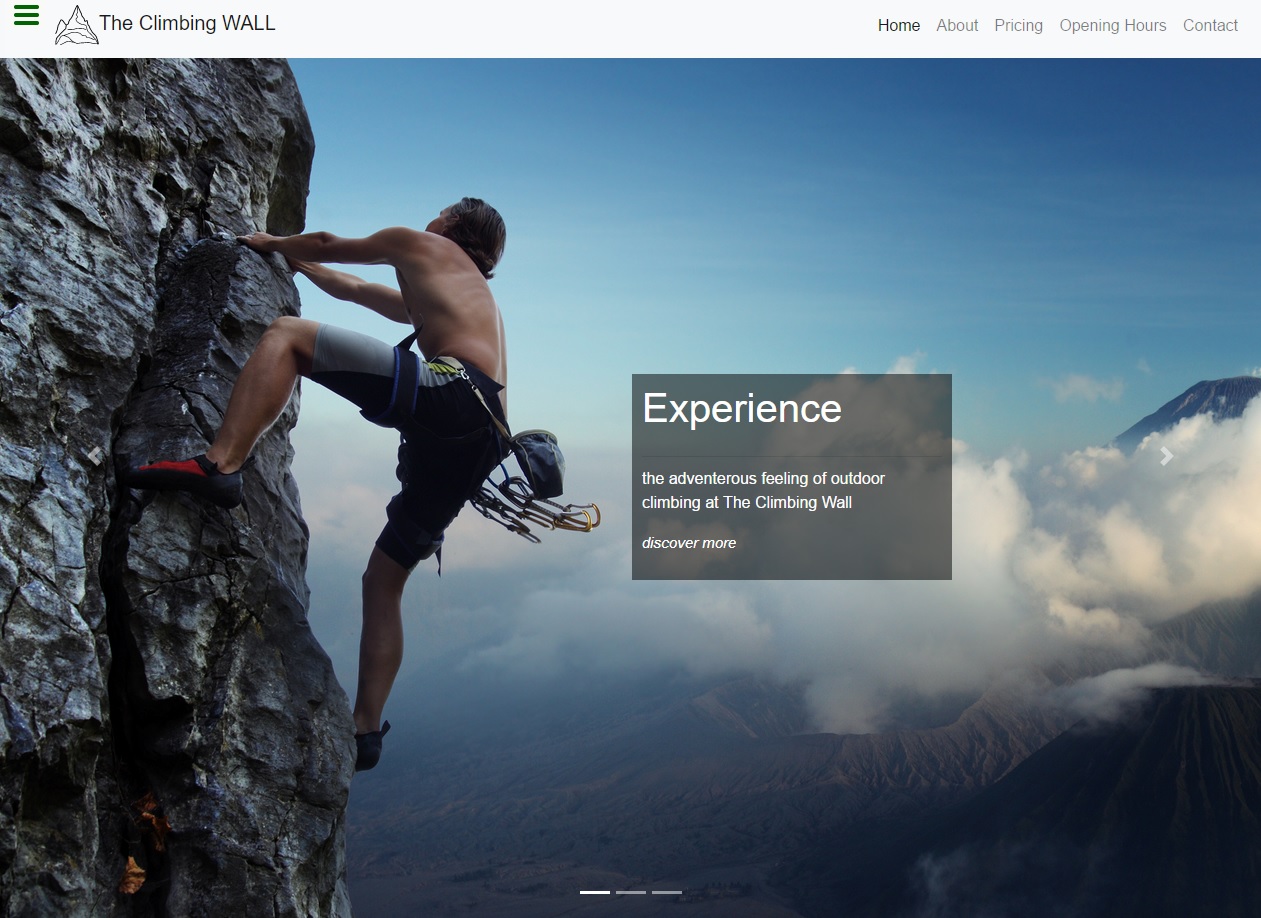 The Climbing WALL
Home About Pricing Opening Hours Contact
Experience
the adventerous feeling of outdoor
climbing at The Climbing Wall
discover more